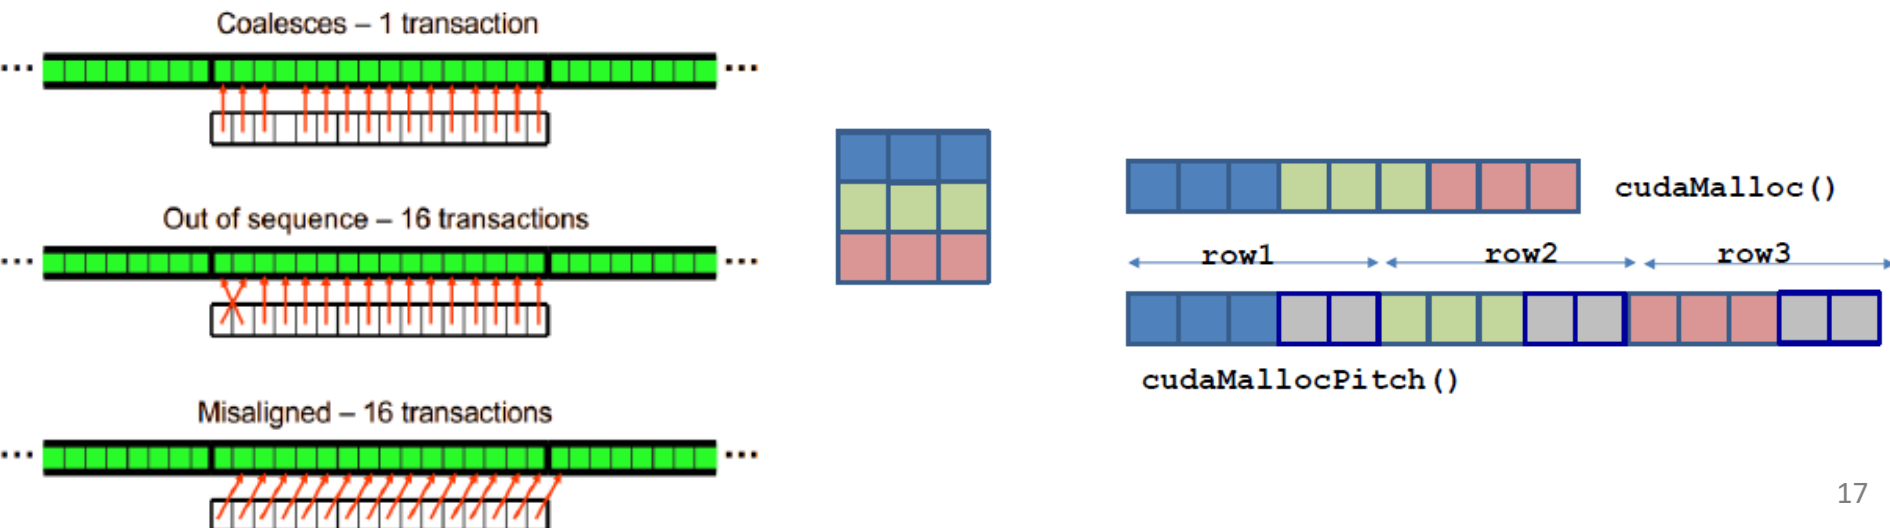 Coalesces – 1 transaction
... ...
Out of sequence – 16 transactions
... ...
Misaligned – 16 transactions
... ...
cudaMalloc()
row1 row2 row3
cudaMallocPitch()
17